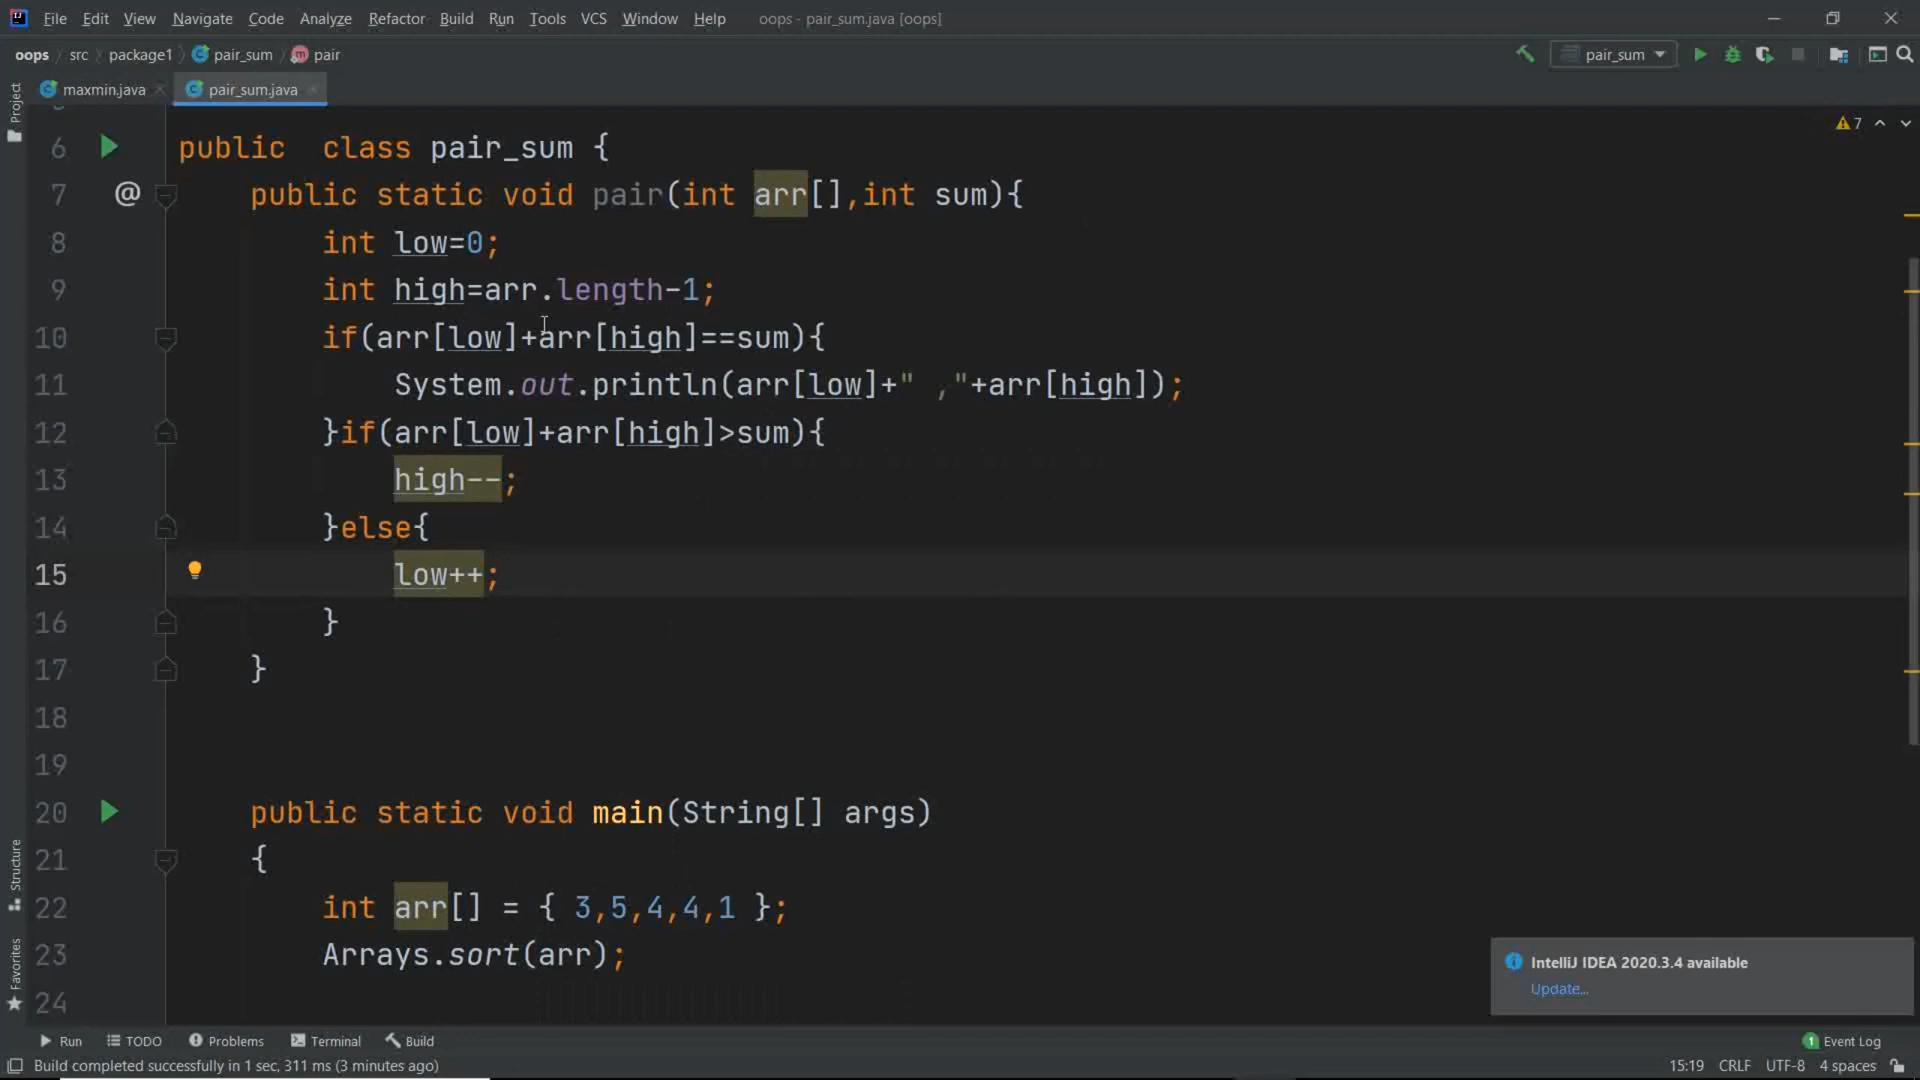 File Edit View Navigate Code Analyze Refactor Build Run Tools VCS Window Help oops - pair_sum.java [oops]
oops src package1 pair_sum pair pair_sum
Project
maxmin.java pair_sum.java
7
6 public class pair_sum {
7 @ public static void pair(int arr[],int sum){
8 int low=0;
9 int high=arr.length-1;
10 if(arr[low]+arr[high]==sum){
11 System.out.println(arr[low]+" ,"+arr[high]);
12 }if(arr[low]+arr[high]>sum){
13 high--;
14 }else{
15 low++;
16 }
17 }
18
19
20 public static void main(String[] args)
21 {
22 int arr[] = { 3,5,4,4,1 };
23 Arrays.sort(arr);
24
Structure
Favorites
IntelliJ IDEA 2020.3.4 available
Update...
Run TODO Problems Terminal Build 1 Event Log
Build completed successfully in 1 sec, 311 ms (3 minutes ago) 15:19 CRLF UTF-8 4 spaces